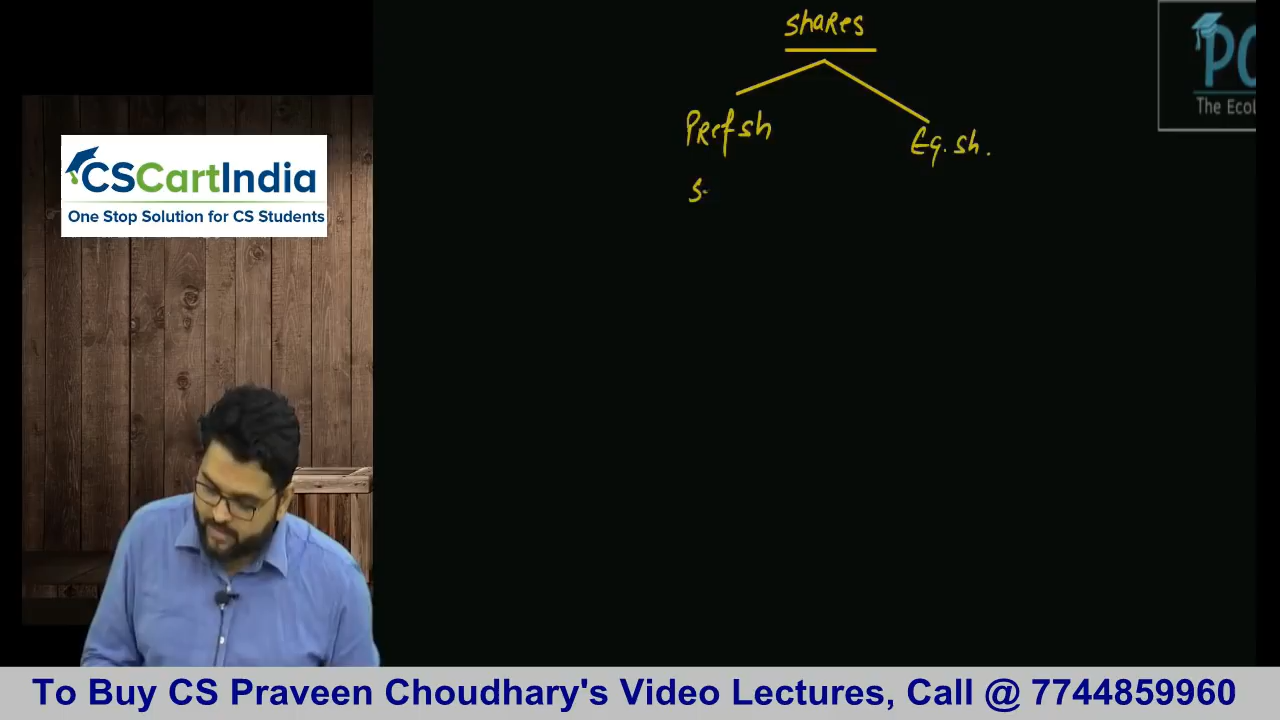 shares
Pref sh
Eq. sh.
S
PC
The EcoL
CSCartIndia
One Stop Solution for CS Students
To Buy CS Praveen Choudhary's Video Lectures, Call @ 7744859960